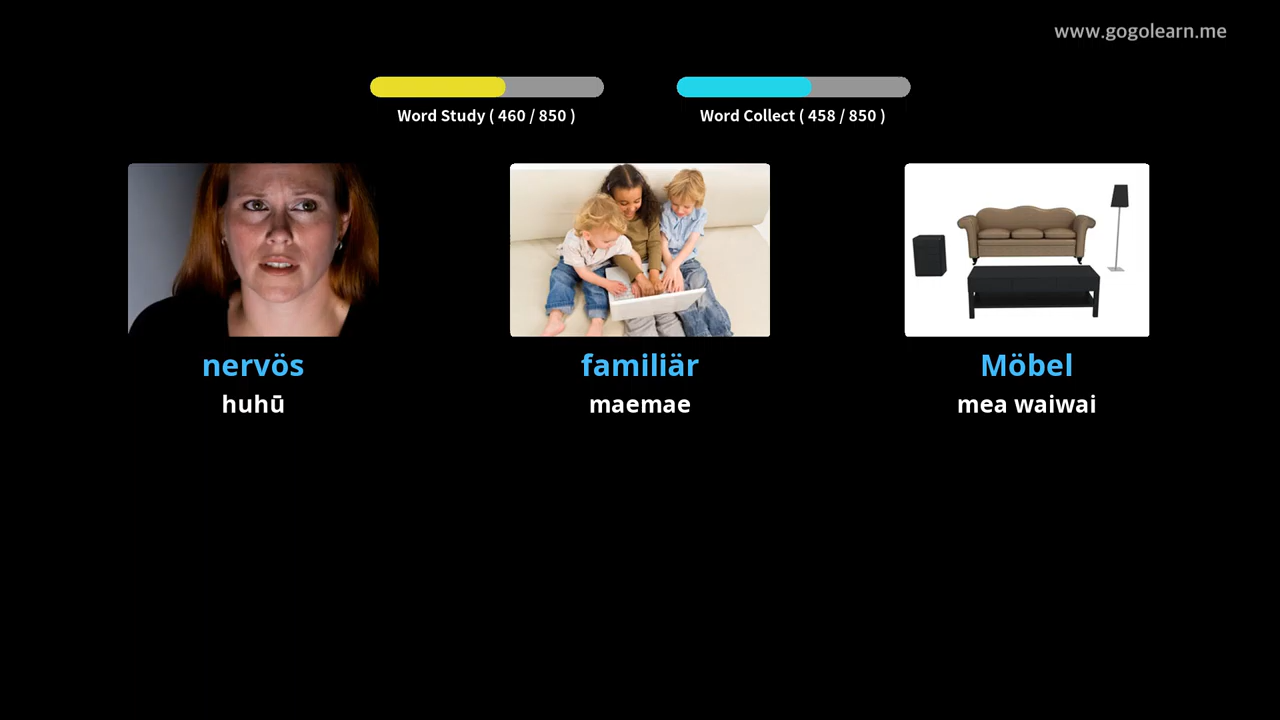 www.gogolearn.me
Word Study ( 460 / 850 )
Word Collect ( 458 / 850 )
nervös
huhū
familiär
maemae
Möbel
mea waiwai